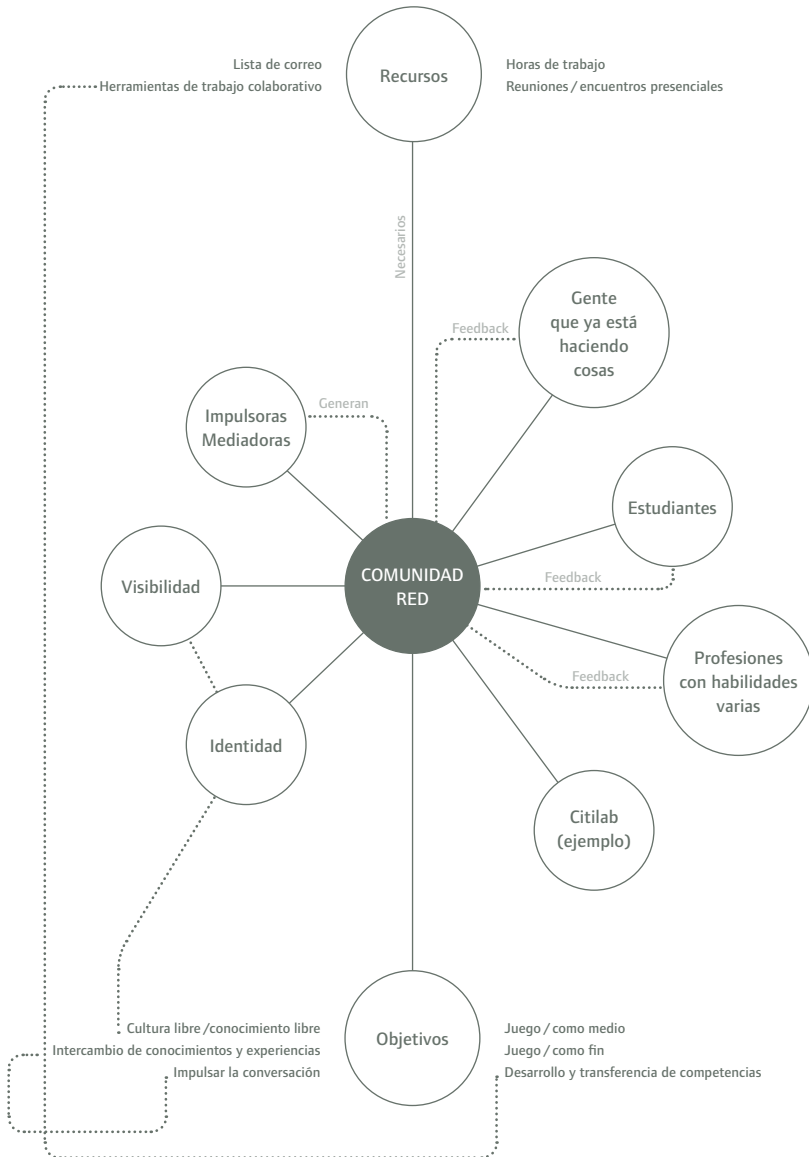 Lista de correo
Herramientas de trabajo colaborativo
Recursos
Horas de trabajo
Reuniones / encuentros presenciales
Necesarios
Gente
que ya está
haciendo
cosas
Feedback
Generan
Impulsoras
Mediadoras
Estudiantes
Feedback
COMUNIDAD
RED
Visibilidad
Profesiones
con habilidades
varias
Feedback
Identidad
Citilab
(ejemplo)
Cultura libre / conocimiento libre
Intercambio de conocimientos y experiencias
Impulsar la conversación
Objetivos
Juego / como medio
Juego / como fin
Desarrollo y transferencia de competencias